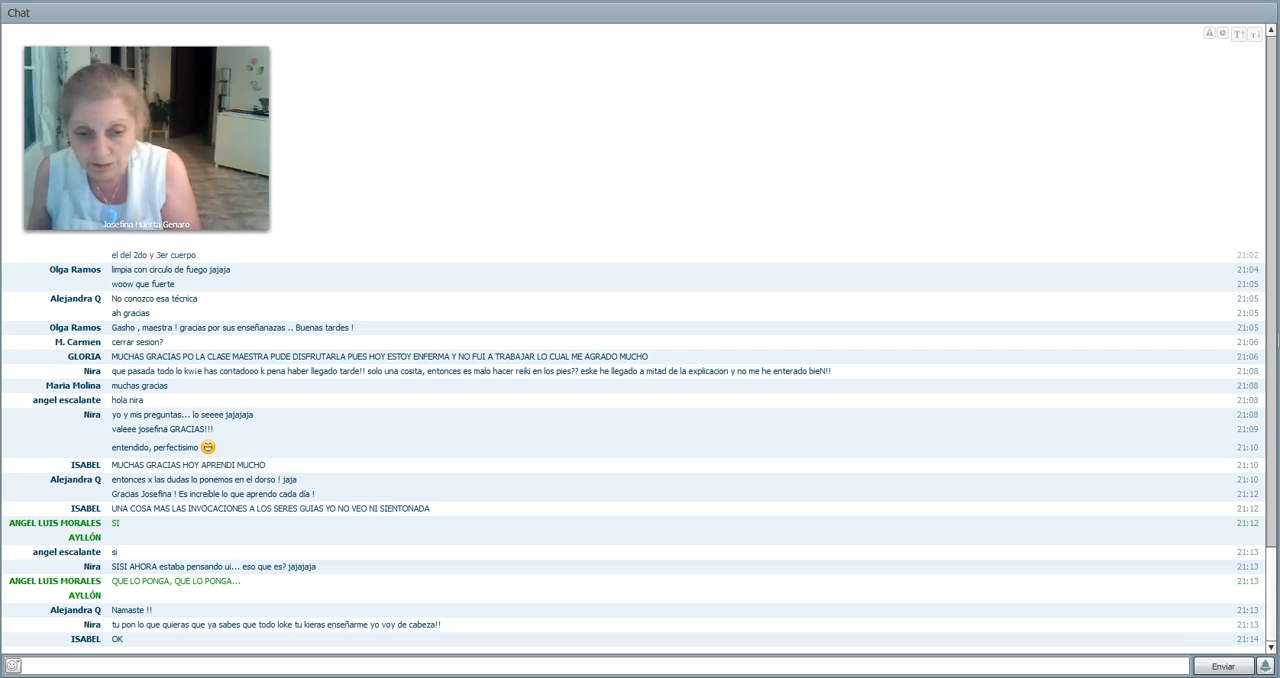 Chat
Josefina Huerta Genaro
el del 2do y 3er cuerpo 21:02
Olga Ramos limpia con circulo de fuego jajaja 21:04
woow que fuerte 21:05
Alejandra Q No conozco esa técnica 21:05
ah gracias 21:05
Olga Ramos Gasho , maestra ! gracias por sus enseñanazas .. Buenas tardes ! 21:05
M. Carmen cerrar sesion? 21:06
GLORIA MUCHAS GRACIAS PO LA CLASE MAESTRA PUDE DISFRUTARLA PUES HOY ESTOY ENFERMA Y NO FUI A TRABAJAR LO CUAL ME AGRADO MUCHO 21:06
Nira que pasada todo lo kwie has contadooo k pena haber llegado tarde!! solo una cosita, entonces es malo hacer reiki en los pies?? eske he llegado a mitad de la explicacion y no me he enterado bieN!! 21:08
Maria Molina muchas gracias 21:08
angel escalante hola nira 21:08
Nira yo y mis preguntas... lo seeee jajajaja 21:08
valeee josefina GRACIAS!!! 21:09
entendido, perfectisimo 21:10
ISABEL MUCHAS GRACIAS HOY APRENDI MUCHO 21:10
Alejandra Q entonces x las dudas lo ponemos en el dorso ! jaja 21:10
Gracias Josefina ! Es increíble lo que aprendo cada día ! 21:12
ISABEL UNA COSA MAS LAS INVOCACIONES A LOS SERES GUIAS YO NO VEO NI SIENTONADA 21:12
ANGEL LUIS MORALES SI 21:12
AYLLÓN
angel escalante si 21:13
Nira SISI AHORA estaba pensando ui... eso que es? jajajaja 21:13
ANGEL LUIS MORALES QUE LO PONGA, QUE LO PONGA... 21:13
AYLLÓN
Alejandra Q Namaste !! 21:13
Nira tu pon lo que quieras que ya sabes que todo loke tu kieras enseñarme yo voy de cabeza!! 21:13
ISABEL OK 21:14
Enviar